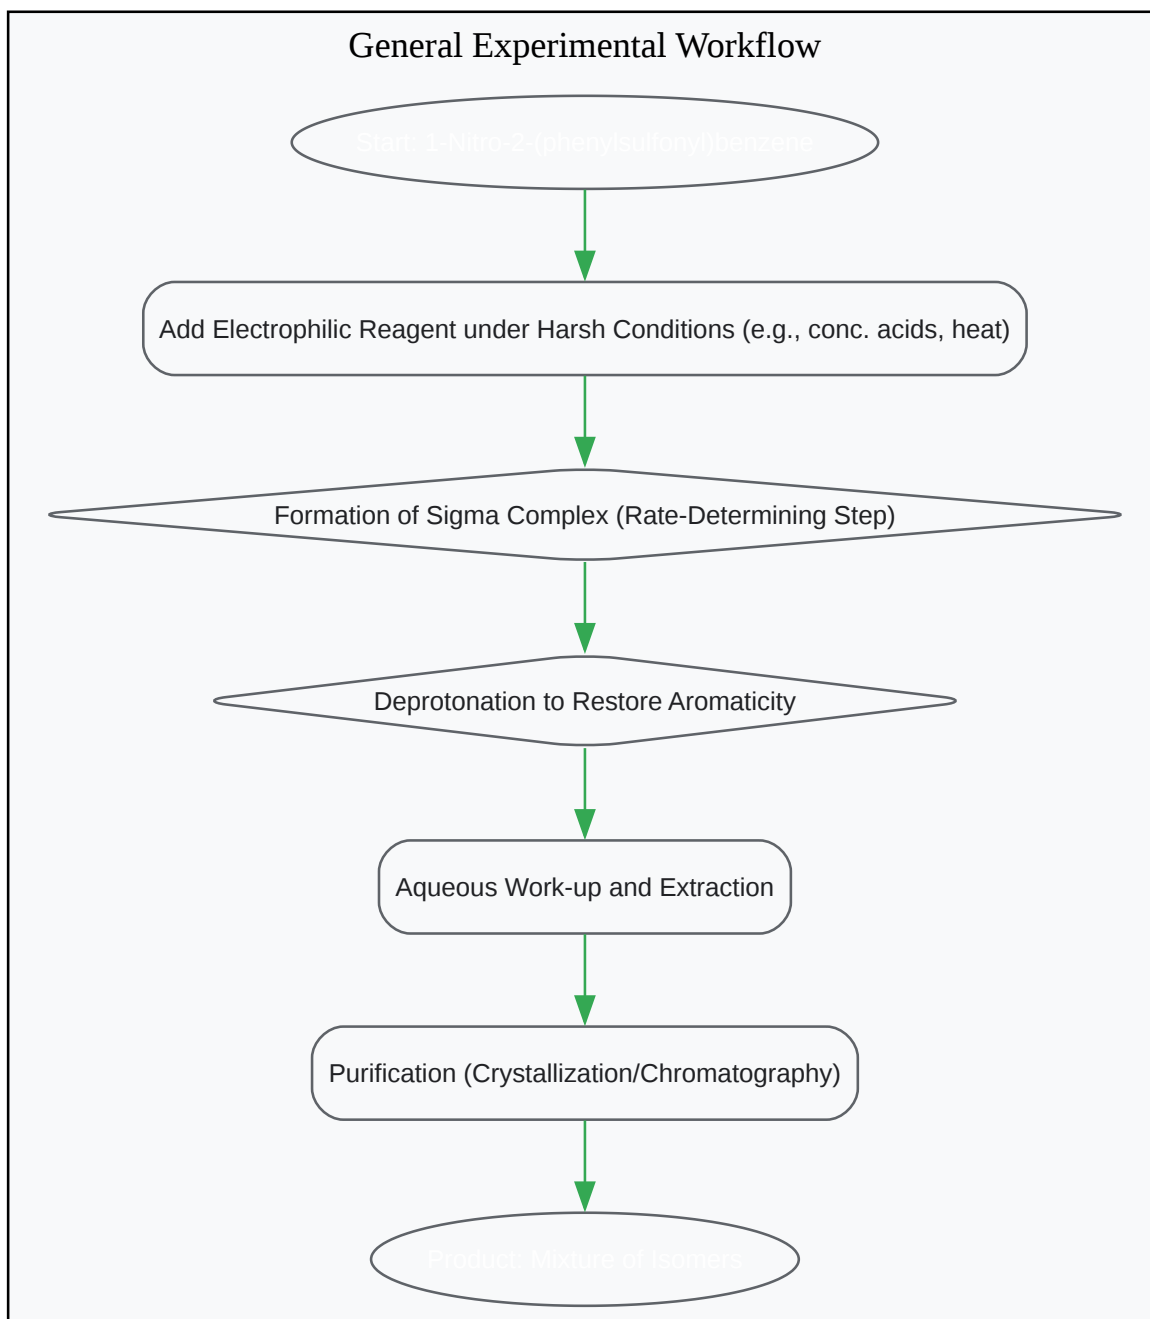 General Experimental Workflow
Start: 1-Nitro-2-(phenylsulfonyl)benzene
Add Electrophilic Reagent under Harsh Conditions (e.g., conc. acids, heat)
Formation of Sigma Complex (Rate-Determining Step)
Deprotonation to Restore Aromaticity
Aqueous Work-up and Extraction
Purification (Crystallization/Chromatography)
Product: Mixture of Isomers